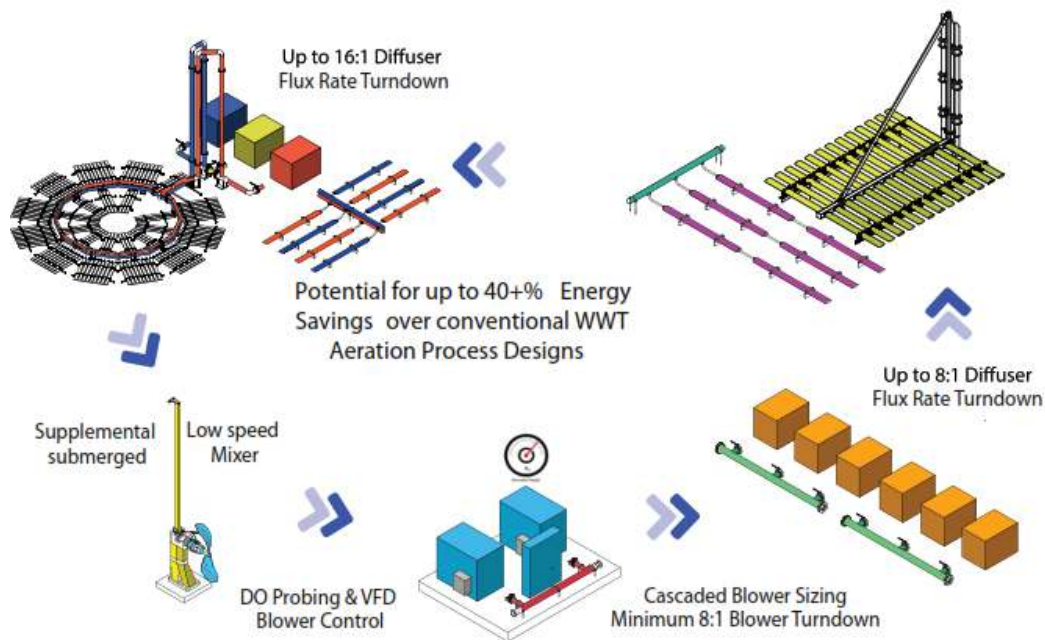 Up to 16:1 Diffuser
Flux Rate Turndown
Potential for up to 40+% Energy
Savings over conventional WWT
Aeration Process Designs
Up to 8:1 Diffuser
Flux Rate Turndown
Supplemental
submerged
Low speed
Mixer
DO Probing & VFD
Blower Control
Cascaded Blower Sizing
Minimum 8:1 Blower Turndown